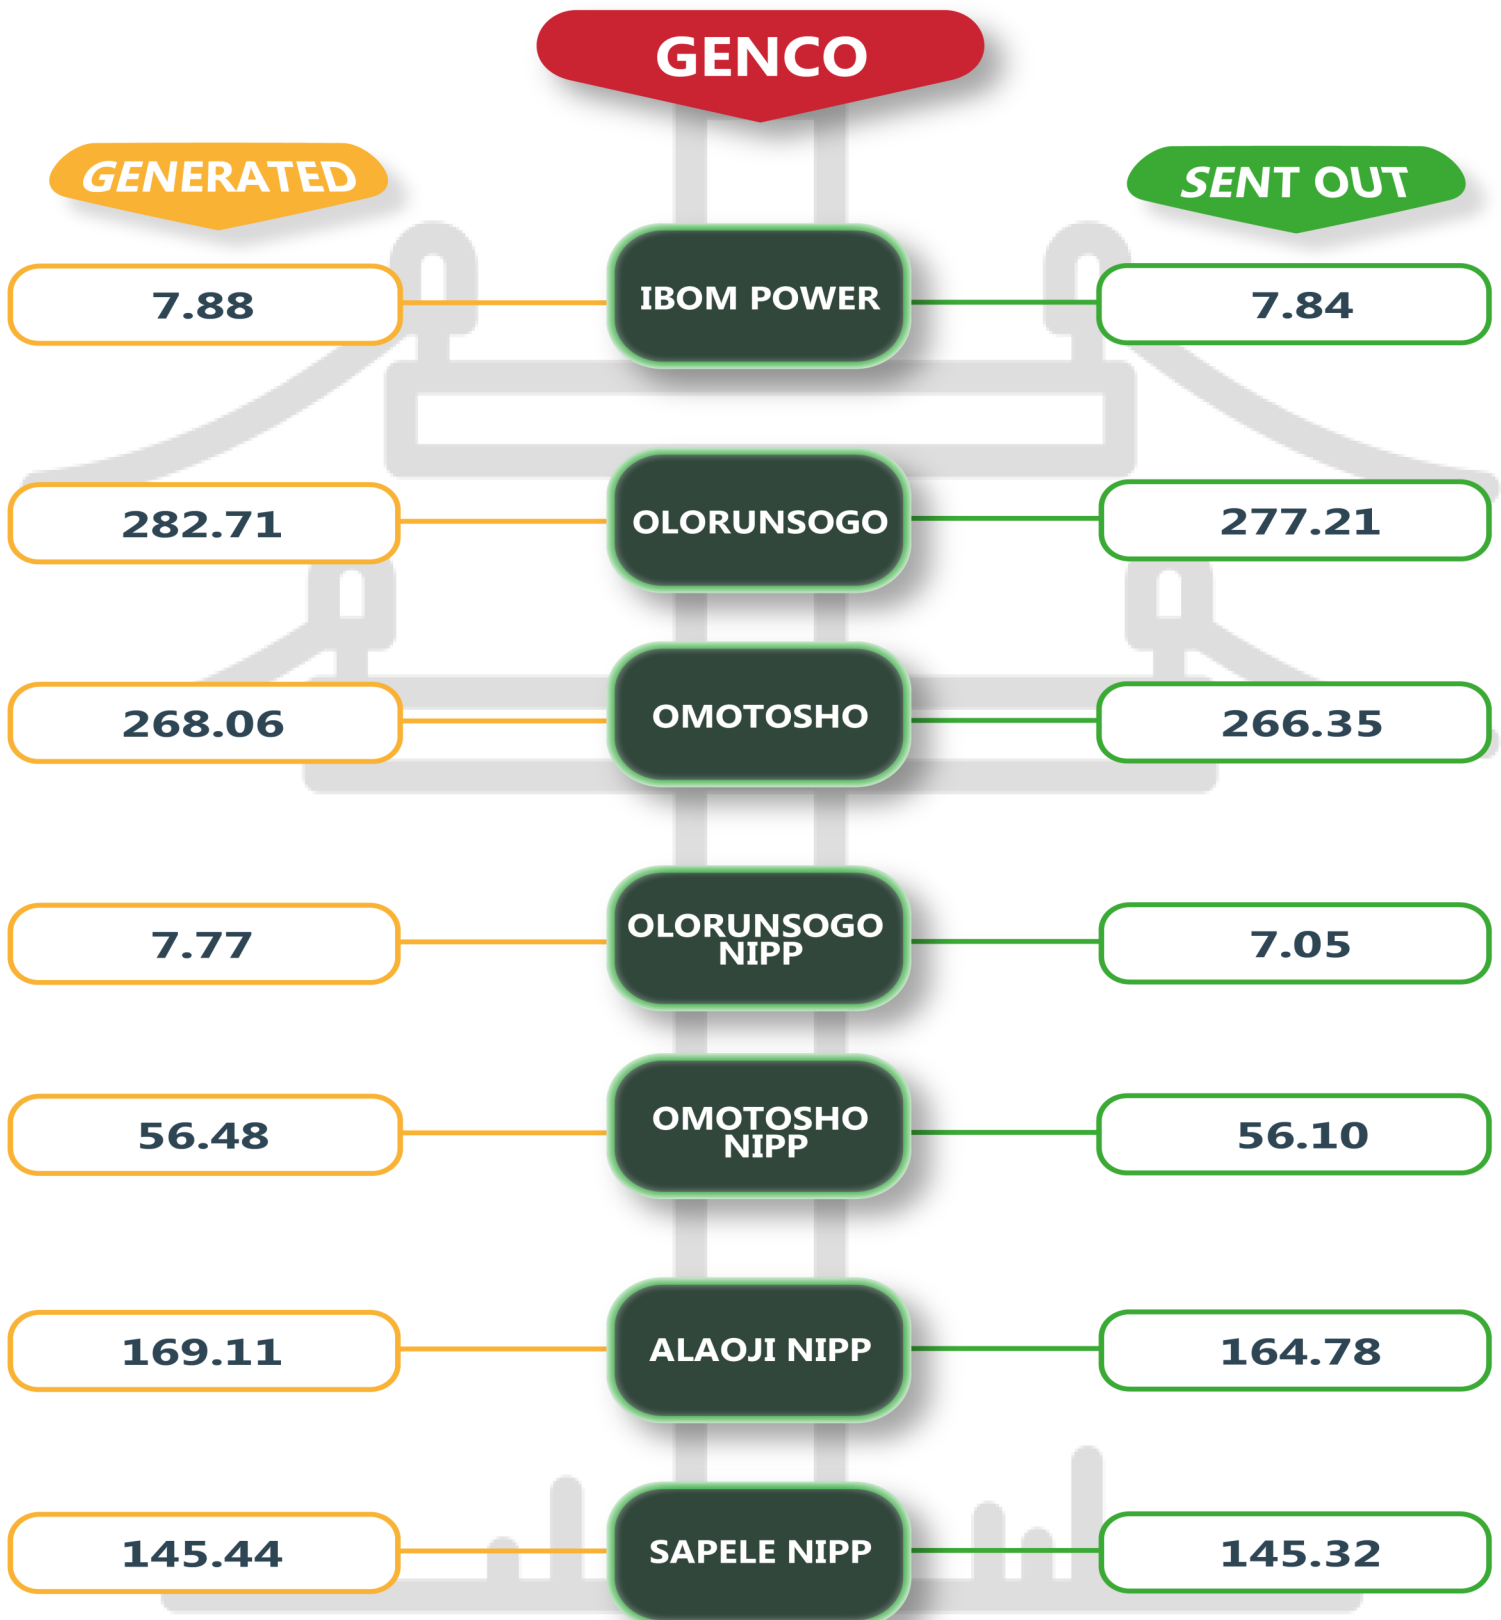 GENCO
GENERATED
SENT OUT
7.88
IBOM POWER
7.84
282.71
OLORUNSOGO
277.21
268.06
OMOTOSHO
266.35
7.77
OLORUNSOGO
NIPP
7.05
56.48
OMOTOSHO
NIPP
56.10
169.11
ALAOJI NIPP
164.78
145.44
SAPELE NIPP
145.32